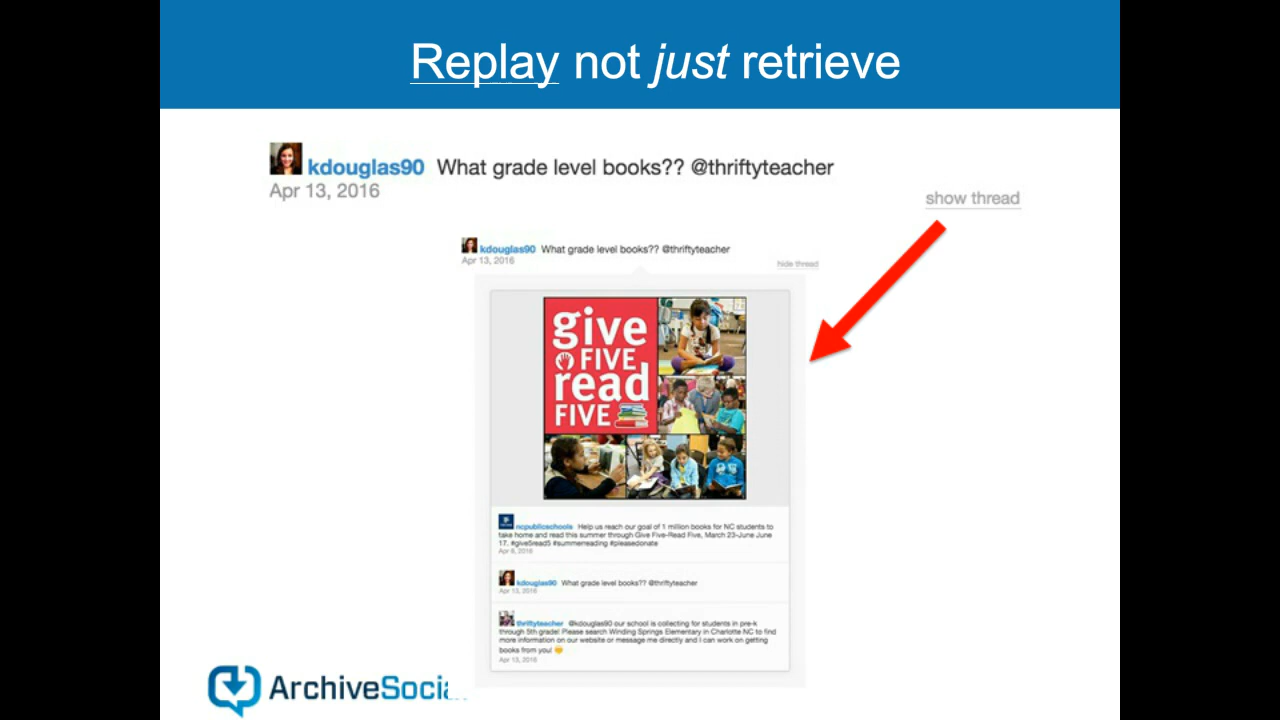 Replay not just retrieve
kdouglas90 What grade level books?? @thriftyteacher
Apr 13, 2016
show thread
kdouglas90 What grade level books?? @thriftyteacher
Apr 13, 2016
hide thread
give
FIVE
read
FIVE
ncpublicschools Help us reach our goal of 1 million books for NC students to
take home and read this summer through Give Five-Read Five, March 23-June June
17. #give5read5 #summerreading #pleasedonate
Apr 8, 2016
kdouglas90 What grade level books?? @thriftyteacher
Apr 13, 2016
thriftyteacher @kdouglas90 our school is collecting for students in pre-k
through 5th grade! Please search Winding Springs Elementary in Charlotte NC to find
more information on our website or message me directly and I can work on getting
books from you! 😊
Apr 13, 2016
ArchiveSocia